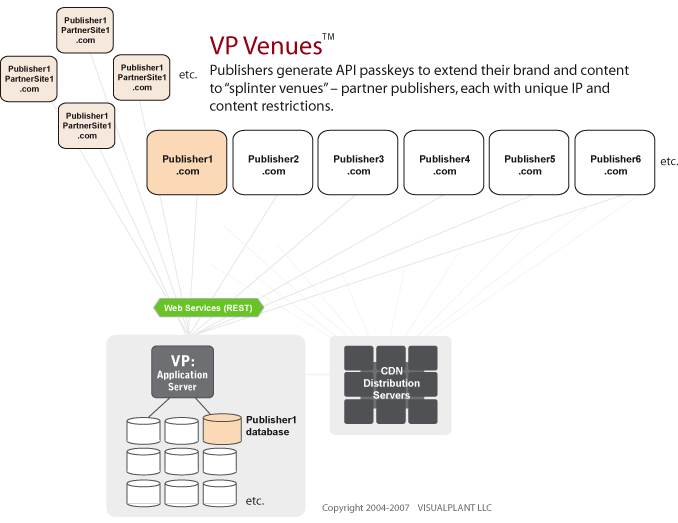 Publisher1
PartnerSite1
.com
Publisher1
PartnerSite1
.com
Publisher1
PartnerSite1
.com
etc.
Publisher1
PartnerSite1
.com
VP Venues™
Publishers generate API passkeys to extend their brand and content
to “splinter venues” – partner publishers, each with unique IP and
content restrictions.
Publisher1
.com
Publisher2
.com
Publisher3
.com
Publisher4
.com
Publisher5
.com
Publisher6
.com
etc.
Web Services (REST)
VP:
Application
Server
CDN
Distribution
Servers
Publisher1
database
etc.
Copyright 2004-2007 VISUALPLANT LLC